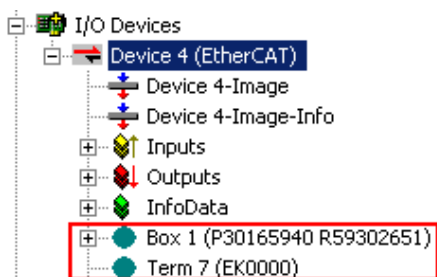 I/O Devices
Device 4 (EtherCAT)
Device 4-Image
Device 4-Image-Info
Inputs
Outputs
InfoData
Box 1 (P30165940 R59302651)
Term 7 (EK0000)